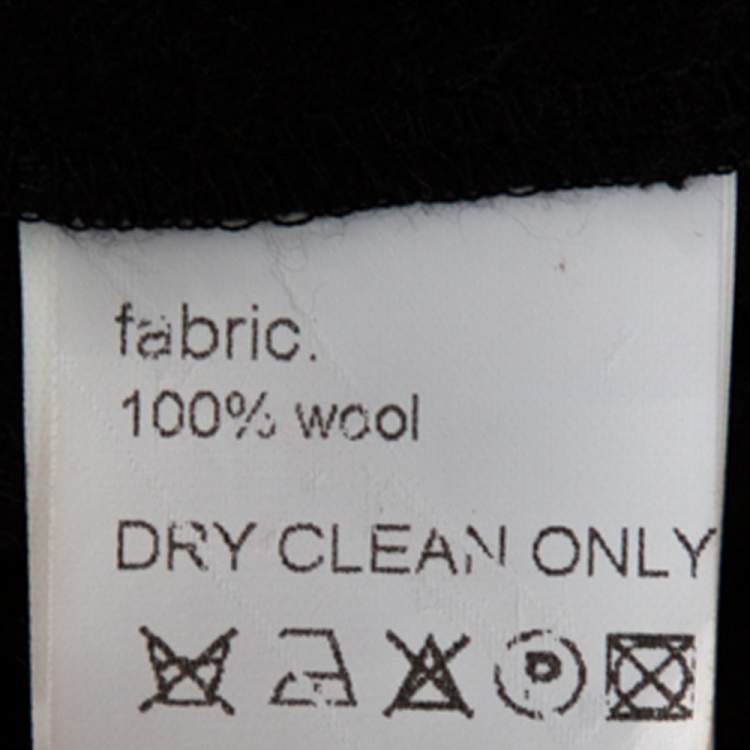 fabric.
100% wool
DRY CLEAN ONLY
P